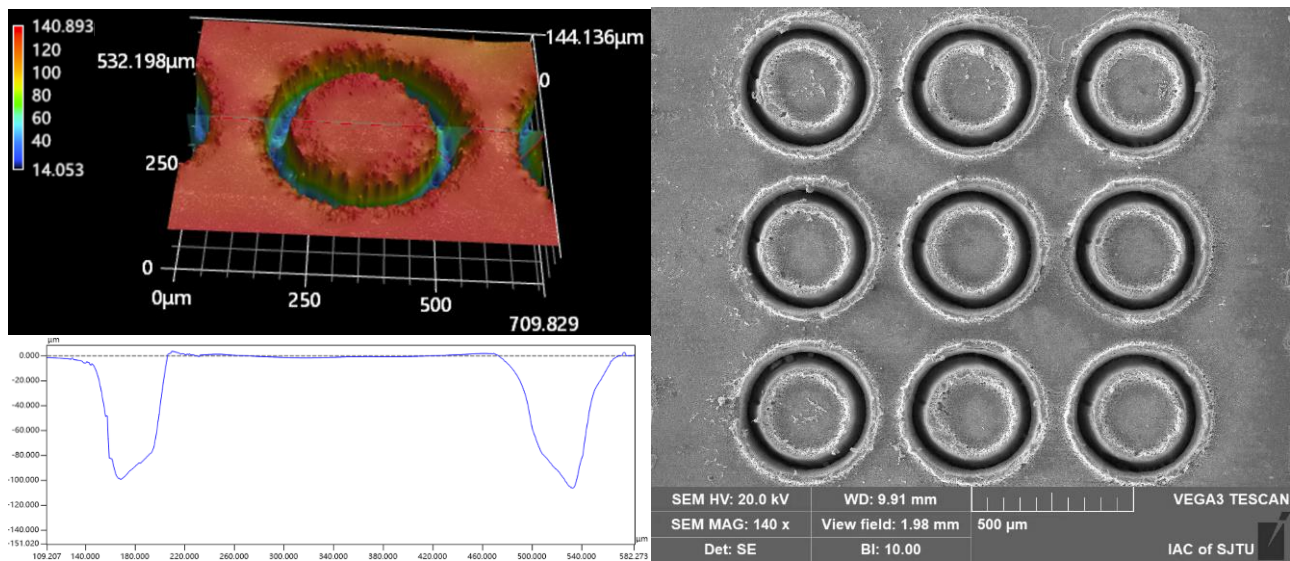 140.893
120
100
80
60
40
14.053
532.198μm
144.136μm
0
250
0
0μm
250
500
709.829
μm
0.000
-20.000
-40.000
-60.000
-80.000
-100.000
-120.000
-140.000
-151.020
109.207 140.000 180.000 220.000 260.000 300.000 340.000 380.000 420.000 460.000 500.000 540.000 582.273
μm
SEM HV: 20.0 kV WD: 9.91 mm VEGA3 TESCAN
SEM MAG: 140 x View field: 1.98 mm 500 μm
Det: SE BI: 10.00 IAC of SJTU